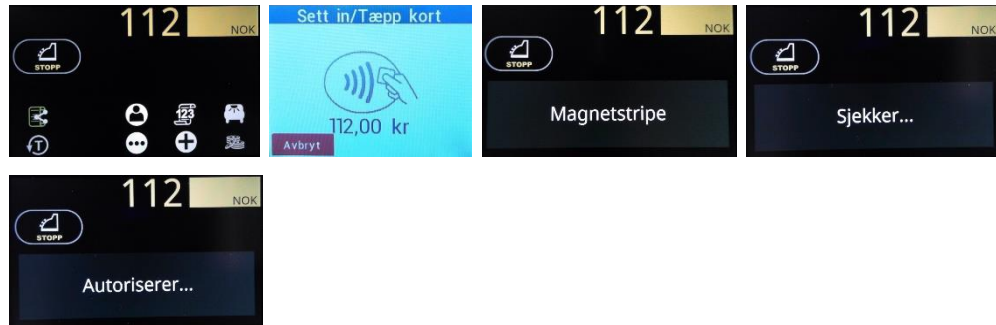 112
NOK
STOPP
123
T
Sett in/Tæpp kort
112,00 kr
Avbryt
112
NOK
STOPP
Magnetstripe
112
NOK
STOPP
Sjekker...
112
NOK
STOPP
Autoriserer...